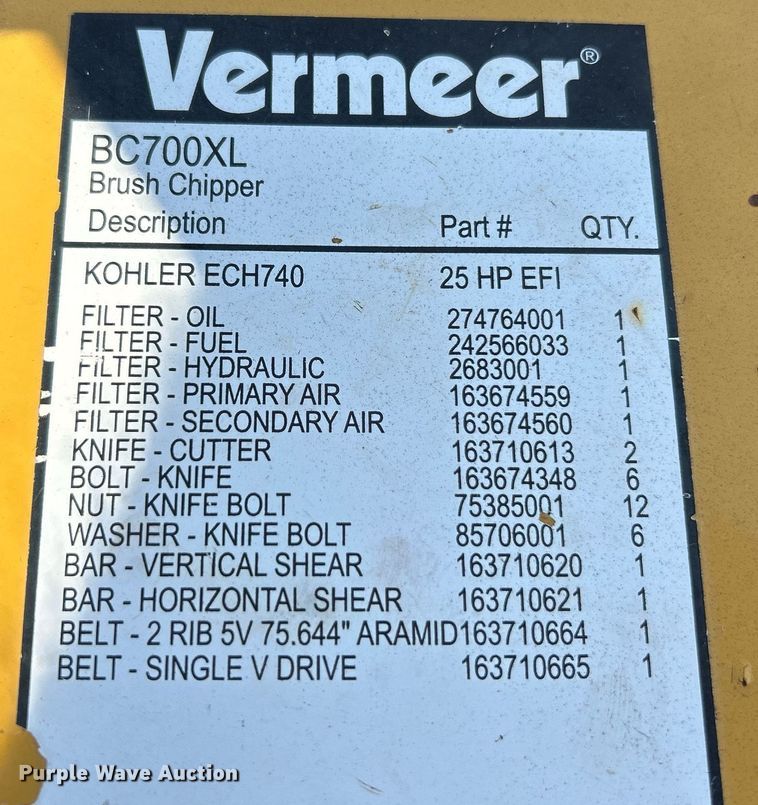 Vermeer®
BC700XL
Brush Chipper
Description Part # QTY.
KOHLER ECH740 25 HP EFI
FILTER - OIL 274764001 1
FILTER - FUEL 242566033 1
FILTER - HYDRAULIC 2683001 1
FILTER - PRIMARY AIR 163674559 1
FILTER - SECONDARY AIR 163674560 1
KNIFE - CUTTER 163710613 2
BOLT - KNIFE 163674348 6
NUT - KNIFE BOLT 75385001 12
WASHER - KNIFE BOLT 85706001 6
BAR - VERTICAL SHEAR 163710620 1
BAR - HORIZONTAL SHEAR 163710621 1
BELT - 2 RIB 5V 75.644" ARAMID 163710664 1
BELT - SINGLE V DRIVE 163710665 1
Purple Wave Auction